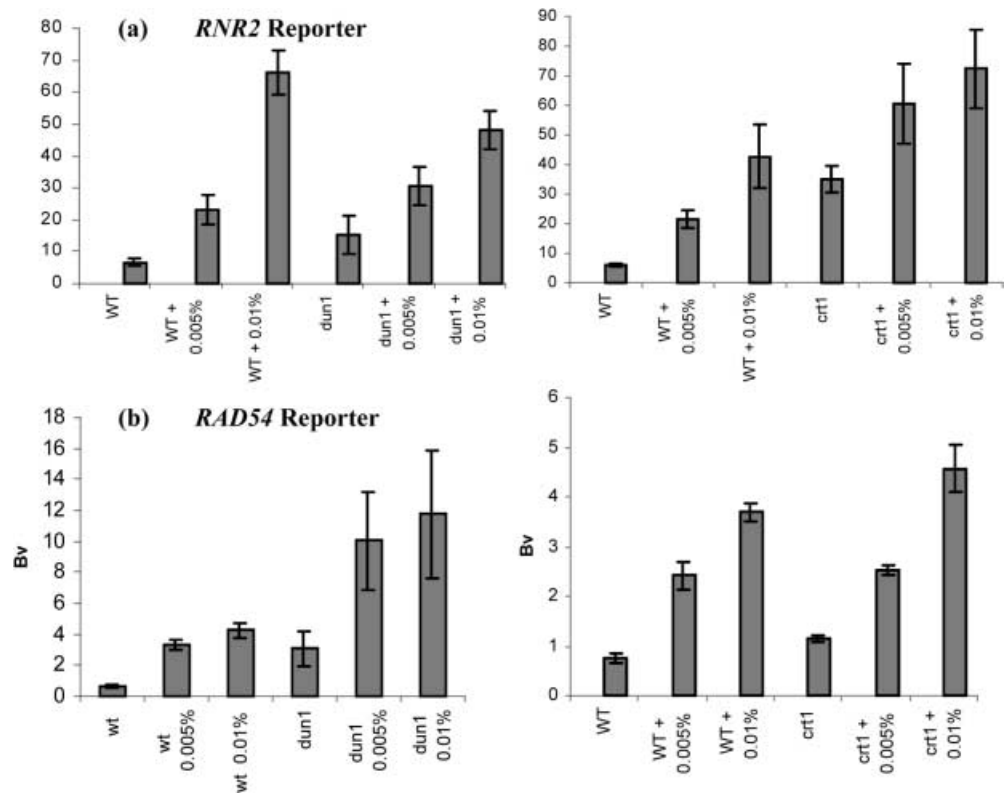 (a) RNR2 Reporter
80
70
60
50
40
30
20
10
0
WT
WT +
0.005%
WT + 0.01%
dun1
dun1 +
0.005%
dun1 +
0.01%
90
80
70
60
50
40
30
20
10
0
WT
WT +
0.005%
WT + 0.01%
crt1
crt1 +
0.005%
crt1 +
0.01%
(b) RAD54 Reporter
Bv
18
16
14
12
10
8
6
4
2
0
wt
wt
0.005%
wt 0.01%
dun1
dun1
0.005%
dun1
0.01%
Bv
6
5
4
3
2
1
0
WT
WT +
0.005%
WT +
0.01%
crt1
crt1 +
0.005%
crt1 +
0.01%